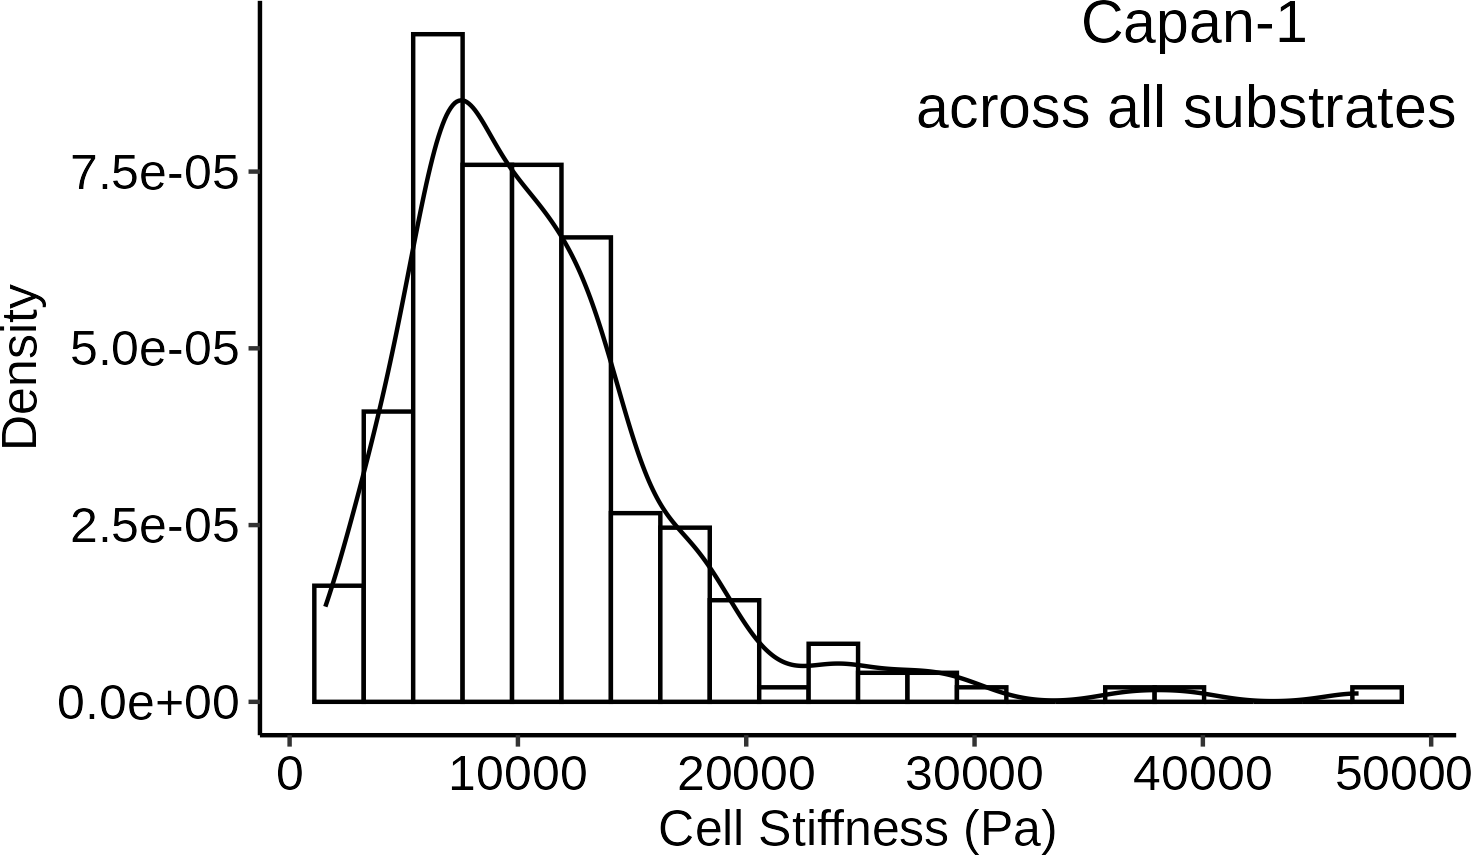 Capan-1
across all substrates
7.5e-05
5.0e-05
2.5e-05
0.0e+00
Density
0 10000 20000 30000 40000 50000
Cell Stiffness (Pa)